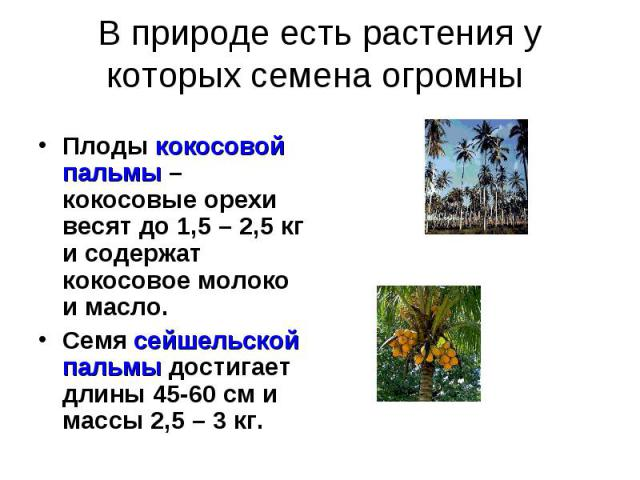 В природе есть растения у
которых семена огромны
• Плоды кокосовой
пальмы –
кокосовые орехи
весят до 1,5 – 2,5 кг
и содержат
кокосовое молоко
и масло.
• Семя сейшельской
пальмы достигает
длины 45-60 см и
массы 2,5 – 3 кг.